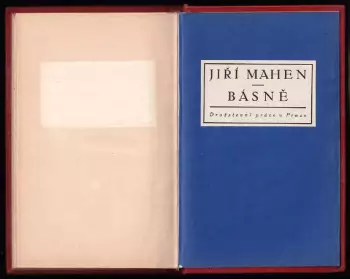 JIŘÍ MAHEN
BÁSNĚ
Družstevní práce v Praze